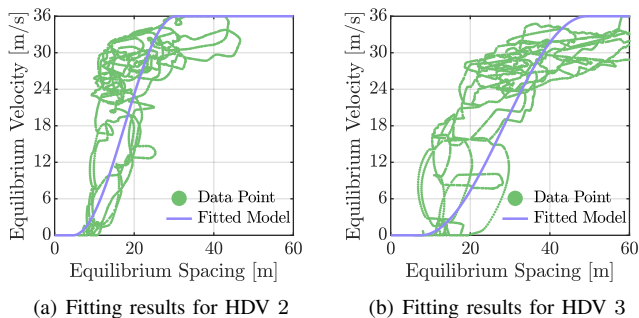 36
30
24
18
12
6
0
0 20 40 60
Equilibrium Velocity [m/s]
Equilibrium Spacing [m]
Data Point
Fitted Model
(a) Fitting results for HDV 2
36
30
24
18
12
6
0
0 20 40 60
Equilibrium Velocity [m/s]
Equilibrium Spacing [m]
Data Point
Fitted Model
(b) Fitting results for HDV 3